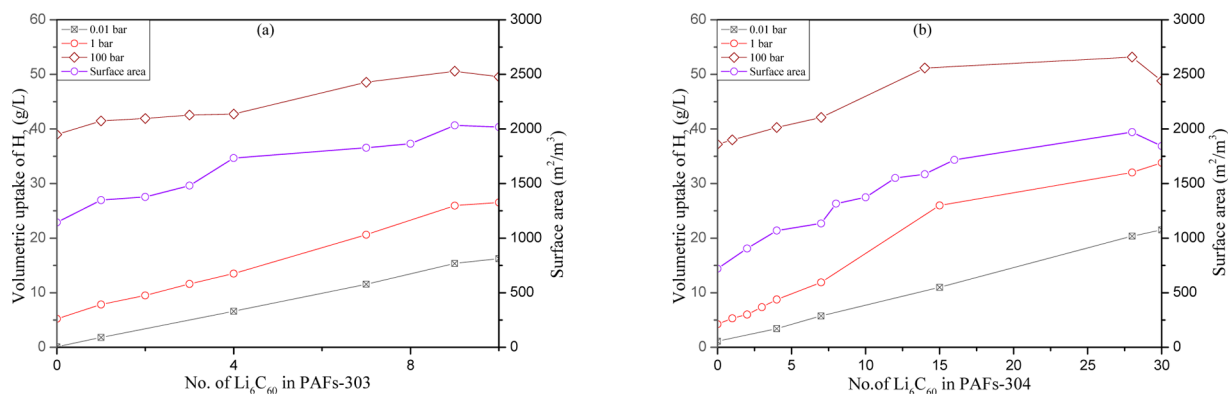 (a)
0.01 bar
1 bar
100 bar
Surface area
Volumetric uptake of H₂ (g/L)
60
50
40
30
20
10
0
3000
2500
2000
1500
1000
500
0
Surface area (m²/m³)
0 4 8
No. of Li₆C₆₀ in PAFs-303
(b)
0.01 bar
1 bar
100 bar
Surface area
Volumetric uptake of H₂ (g/L)
60
50
40
30
20
10
0
3000
2500
2000
1500
1000
500
0
Surface area (m²/m³)
0 5 10 15 20 25 30
No.of Li₆C₆₀ in PAFs-304